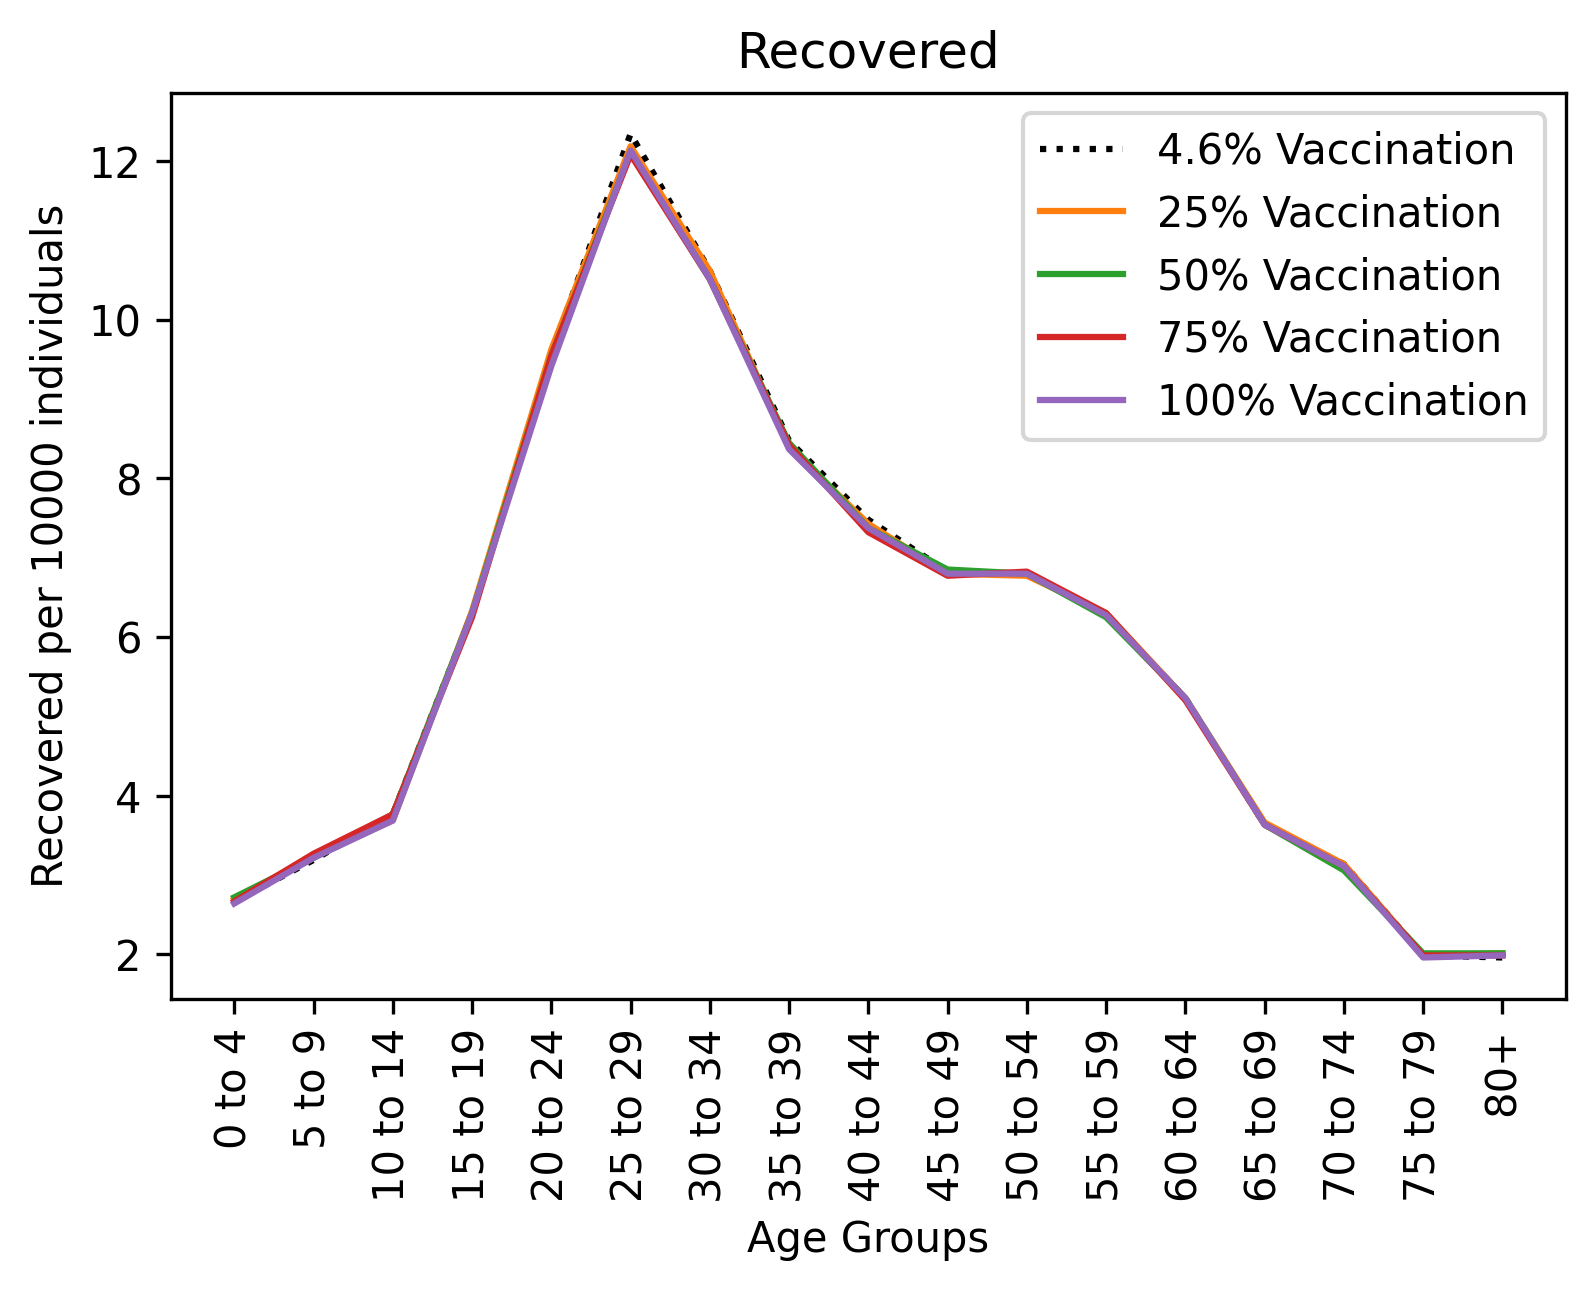 Recovered
Recovered per 10000 individuals
12
10
8
6
4
2
4.6% Vaccination
25% Vaccination
50% Vaccination
75% Vaccination
100% Vaccination
0 to 4
5 to 9
10 to 14
15 to 19
20 to 24
25 to 29
30 to 34
35 to 39
40 to 44
45 to 49
50 to 54
55 to 59
60 to 64
65 to 69
70 to 74
75 to 79
80+
Age Groups